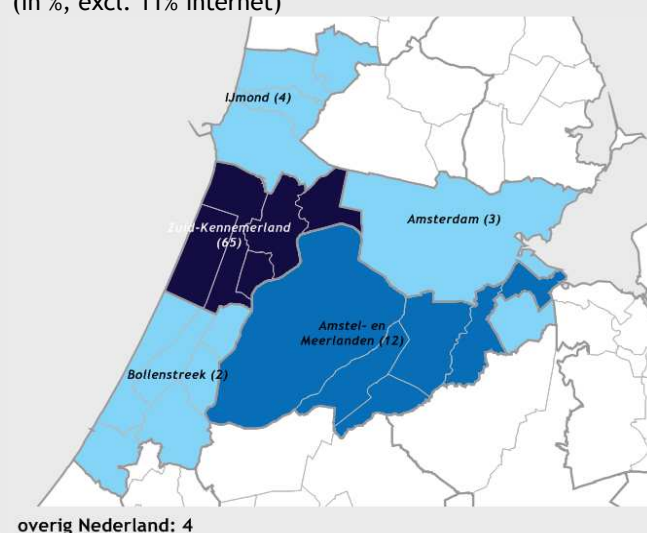 (in %, excl. 11% internet)
IJmond (4)
Amsterdam (3)
Zuid-Kennemerland
(65)
Amstel- en
Meerlanden (12)
Bollenstreek (2)
overig Nederland: 4